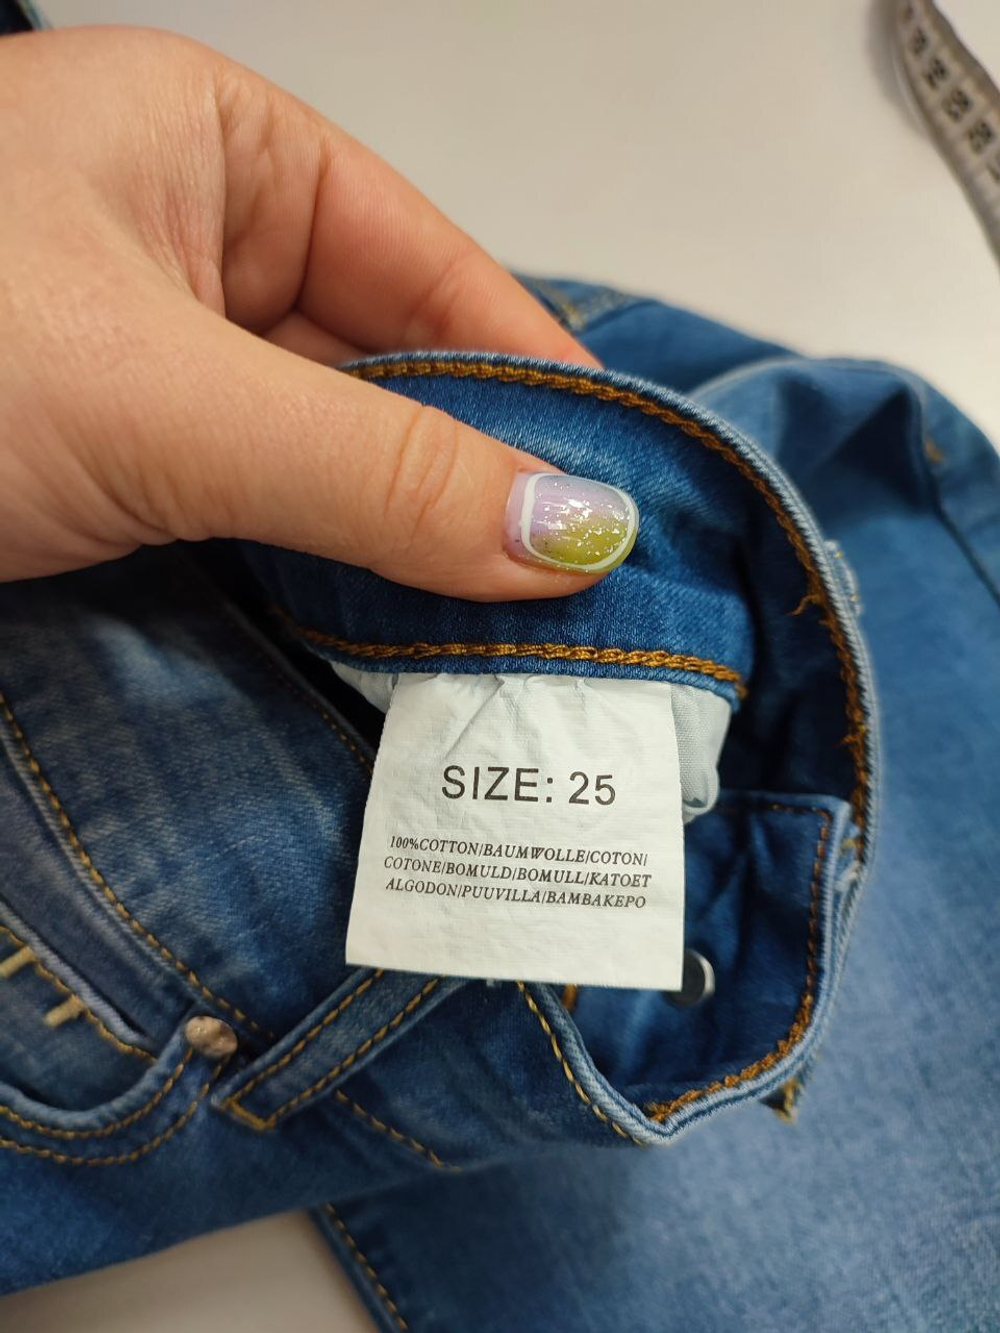 SIZE: 25
100%COTTON/BAUMWOLLE/COTON/
COTONE/BOMULD/BOMULL/KATOET
ALGODON/PUUVILLA/BAMBAKEPO